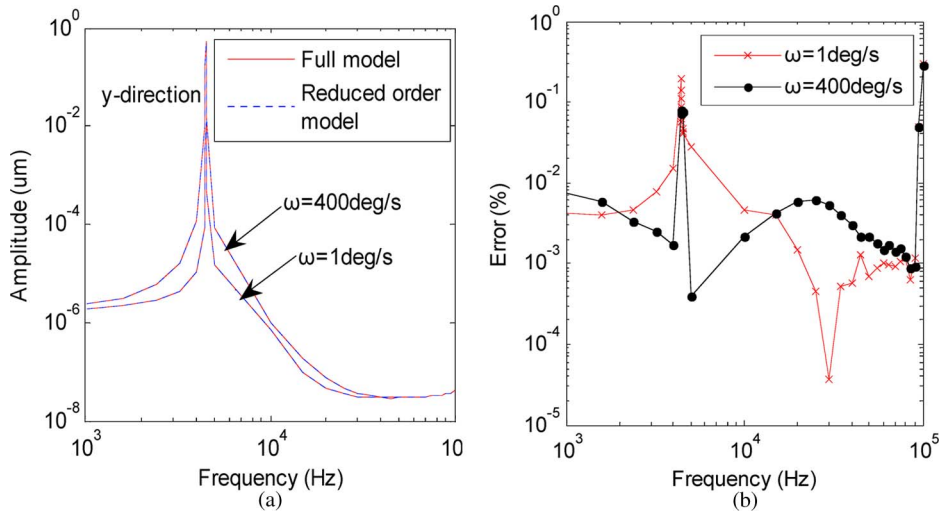 10^0
10^-2
10^-4
10^-6
10^-8
Amplitude (um)
y-direction
Full model
Reduced order
model
ω=400deg/s
ω=1deg/s
10^3
10^4
10
Frequency (Hz)
(a)
10^0
10^-1
10^-2
10^-3
10^-4
10^-5
Error (%)
ω=1deg/s
ω=400deg/s
10^3
10^4
10^5
Frequency (Hz)
(b)